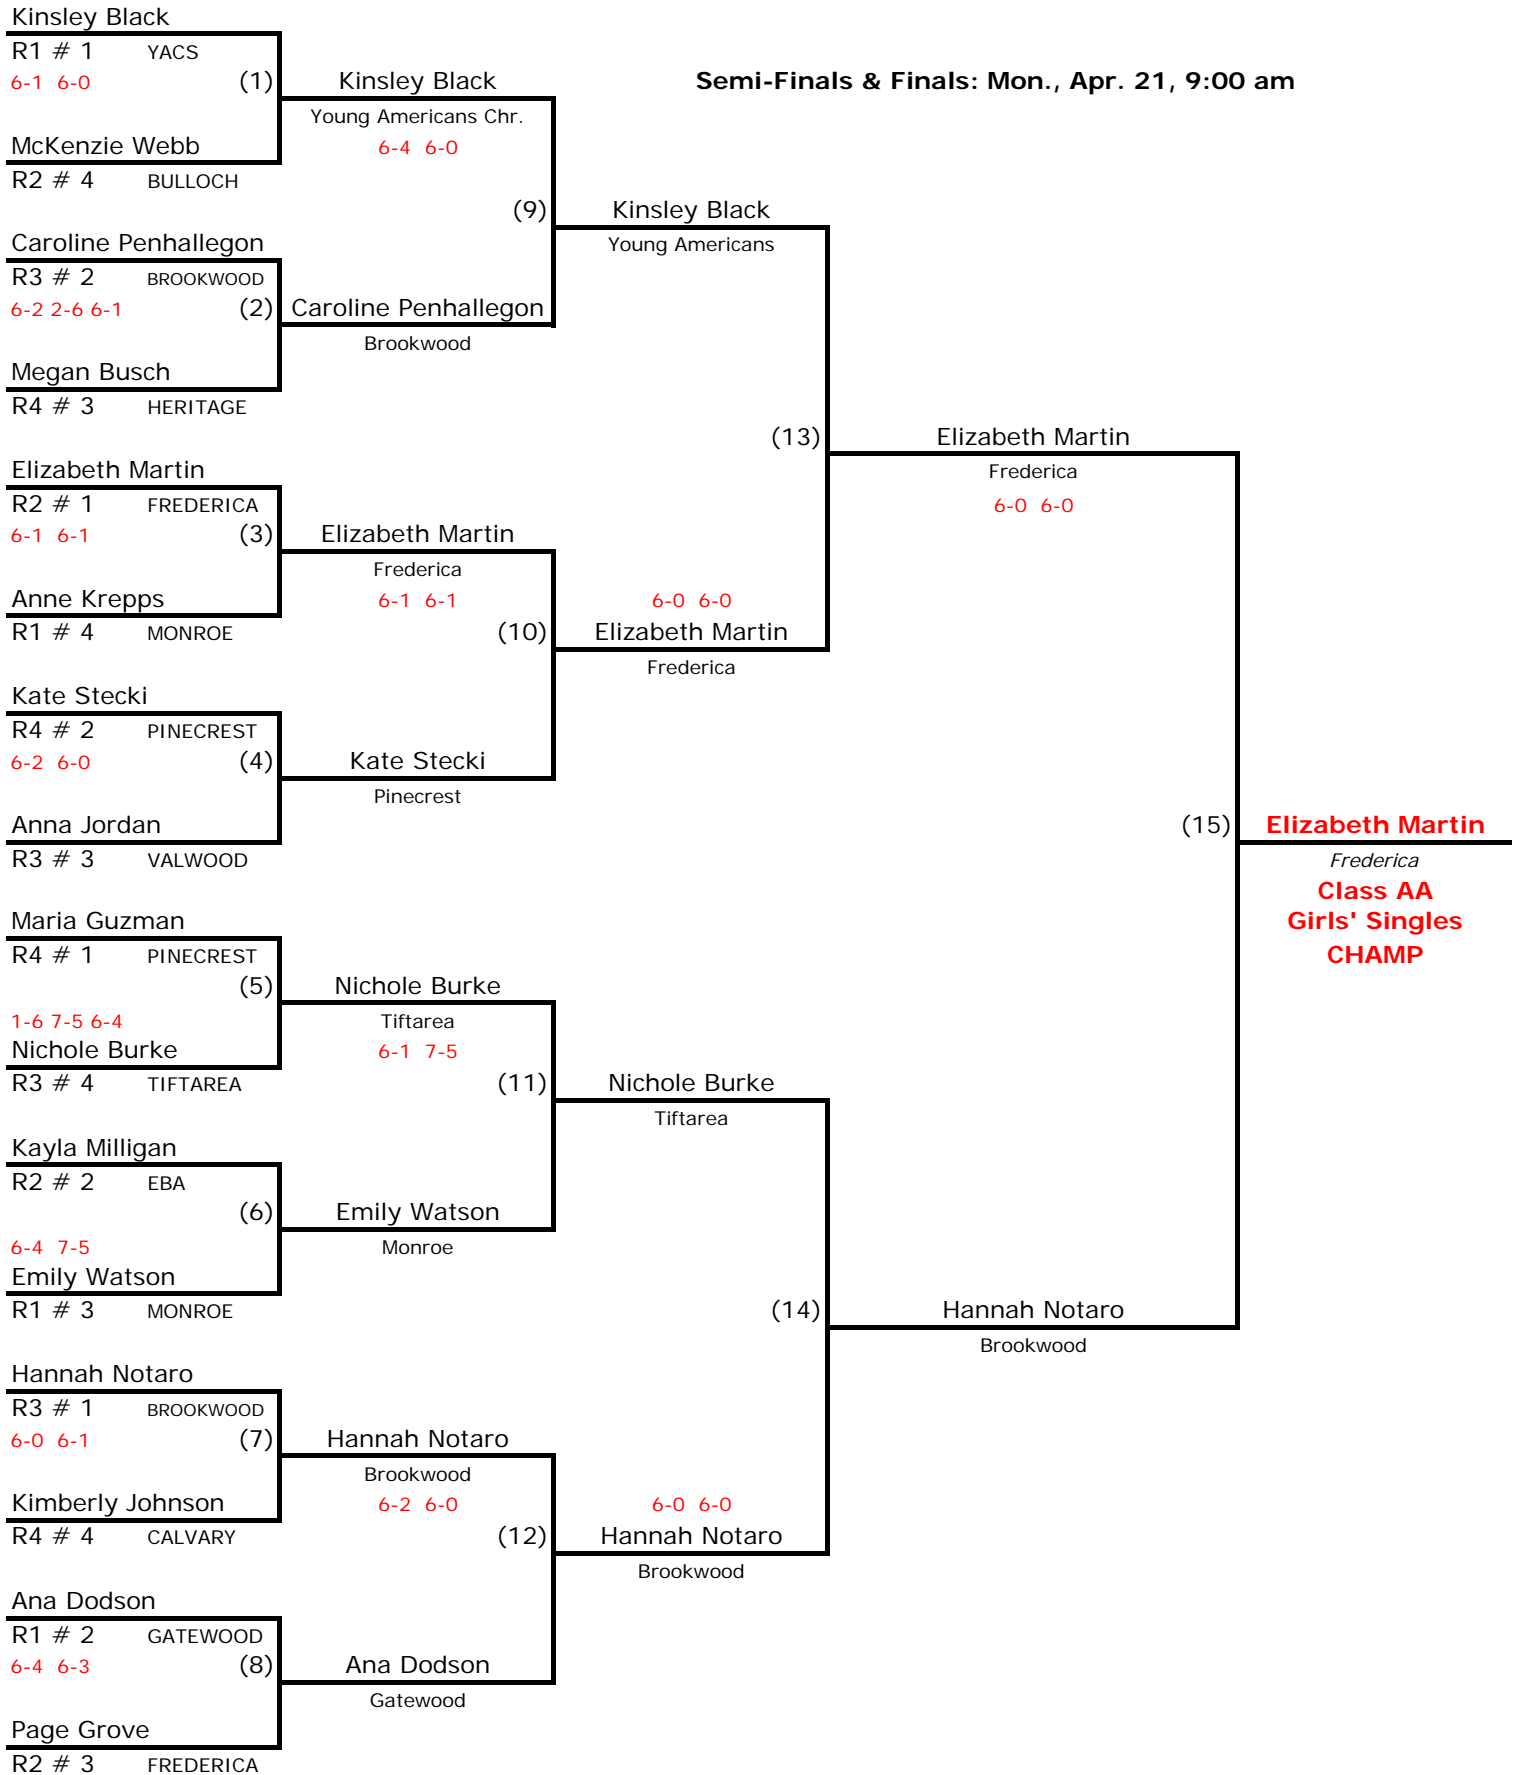 Kinsley Black
R1 # 1 YACS
6-1 6-0 (1)
McKenzie Webb
R2 # 4 BULLOCH
Caroline Penhallegon
R3 # 2 BROOKWOOD
6-2 2-6 6-1 (2)
Megan Busch
R4 # 3 HERITAGE
Elizabeth Martin
R2 # 1 FREDERICA
6-1 6-1 (3)
Anne Krepps
R1 # 4 MONROE
Kate Stecki
R4 # 2 PINECREST
6-2 6-0 (4)
Anna Jordan
R3 # 3 VALWOOD
Maria Guzman
R4 # 1 PINECREST
(5)
1-6 7-5 6-4
Nichole Burke
R3 # 4 TIFTAREA
Kayla Milligan
R2 # 2 EBA
(6)
6-4 7-5
Emily Watson
R1 # 3 MONROE
Hannah Notaro
R3 # 1 BROOKWOOD
6-0 6-1 (7)
Kimberly Johnson
R4 # 4 CALVARY
Ana Dodson
R1 # 2 GATEWOOD
6-4 6-3 (8)
Page Grove
R2 # 3 FREDERICA
Kinsley Black
Young Americans Chr.
6-4 6-0
(9)
Caroline Penhallegon
Brookwood
Elizabeth Martin
Frederica
6-1 6-1
(10)
Kate Stecki
Pinecrest
Nichole Burke
Tiftarea
6-1 7-5
(11)
Emily Watson
Monroe
Hannah Notaro
Brookwood
6-2 6-0
(12)
Ana Dodson
Gatewood
Semi-Finals & Finals: Mon., Apr. 21, 9:00 am
Kinsley Black
Young Americans
(13)
6-0 6-0
Elizabeth Martin
Frederica
Nichole Burke
Tiftarea
(14)
6-0 6-0
Hannah Notaro
Brookwood
Elizabeth Martin
Frederica
6-0 6-0
(15)
Hannah Notaro
Brookwood
Elizabeth Martin
Frederica
Class AA
Girls' Singles
CHAMP